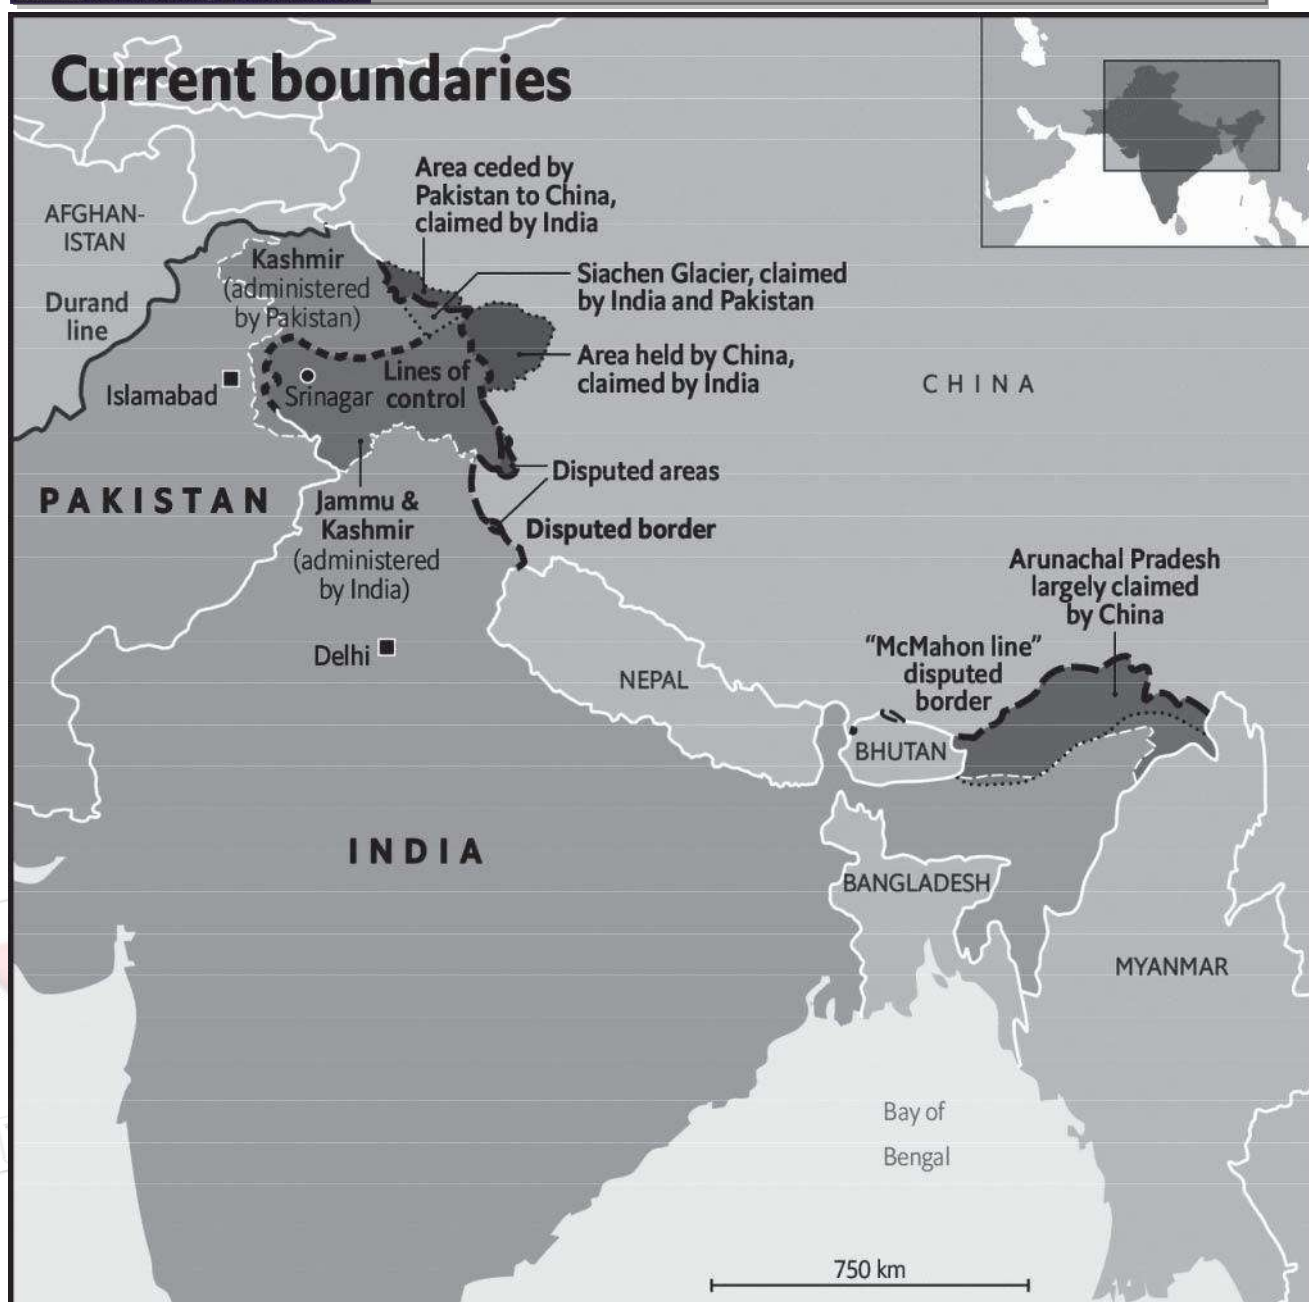 Current boundaries
Area ceded by
Pakistan to China,
claimed by India
AFGHAN-
ISTAN
Kashmir
(administered
by Pakistan)
Siachen Glacier, claimed
by India and Pakistan
Durand
line
Area held by China,
claimed by India
Islamabad
Srinagar
Lines of
control
CHINA
Disputed areas
PAKISTAN
Jammu &
Kashmir
(administered
by India)
Disputed border
Arunachal Pradesh
largely claimed
by China
Delhi
"McMahon line"
disputed
border
NEPAL
BHUTAN
INDIA
BANGLADESH
MYANMAR
Bay of
Bengal
750 km